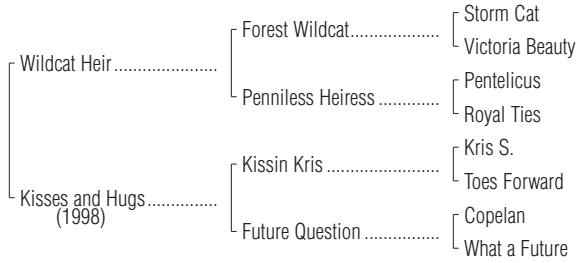 Storm Cat
Forest Wildcat....................
Victoria Beauty
Wildcat Heir.......................
Pentelicus
Penniless Heiress .............
Royal Ties
Kris S.
Kissin Kris .........................
Toes Forward
Kisses and Hugs...............
(1998)
Copelan
Future Question ................
What a Future